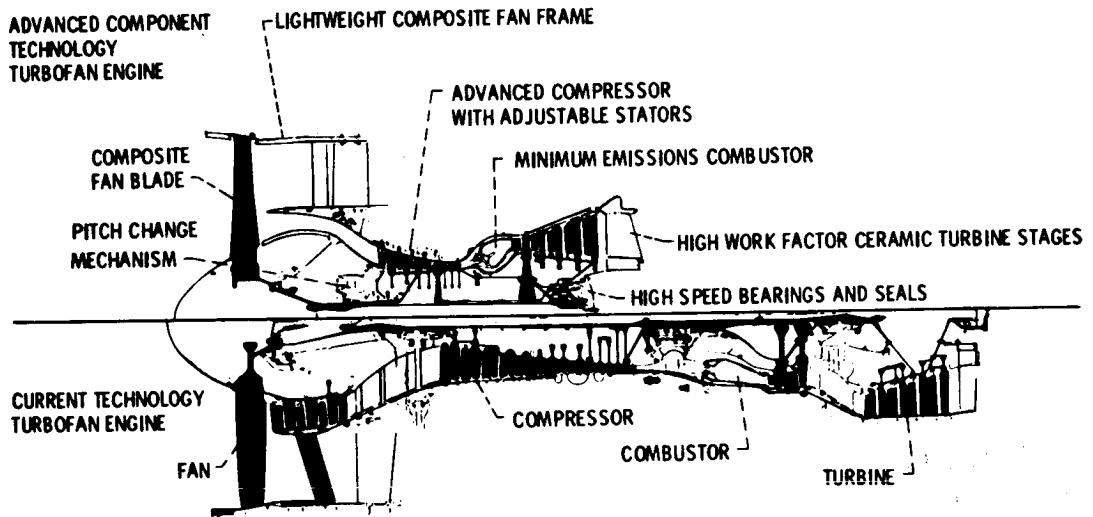 ADVANCED COMPONENT
TECHNOLOGY
TURBOFAN ENGINE
LIGHTWEIGHT COMPOSITE FAN FRAME
ADVANCED COMPRESSOR
WITH ADJUSTABLE STATORS
COMPOSITE
FAN BLADE
MINIMUM EMISSIONS COMBUSTOR
PITCH CHANGE
MECHANISM
HIGH WORK FACTOR CERAMIC TURBINE STAGES
HIGH SPEED BEARINGS AND SEALS
CURRENT TECHNOLOGY
TURBOFAN ENGINE
FAN
COMPRESSOR
COMBUSTOR
TURBINE